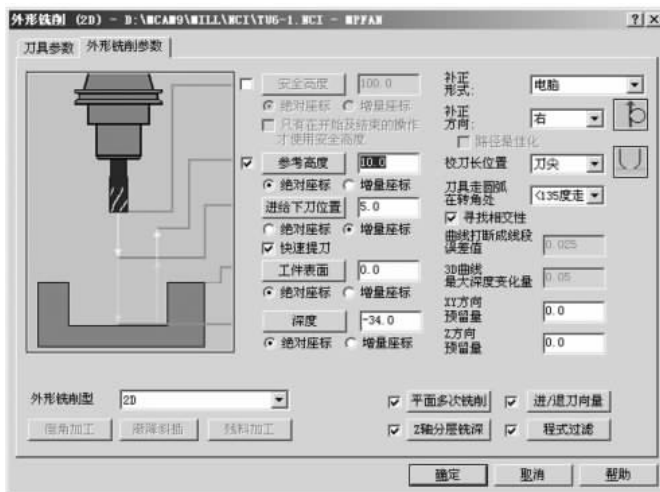 外形铣削 (2D) - D:\MCAM9\MILL\NCI\TU6-1.NCI - MPFAN
刀具参数 外形铣削参数
安全高度 100.0
绝对座标 增量座标
只有在开始及结束的操作
才使用安全高度
参考高度 10.0
绝对座标 增量座标
进给下刀位置 5.0
绝对座标 增量座标
快速提刀
工件表面 0.0
绝对座标 增量座标
深度 -34.0
绝对座标 增量座标
补正
形式: 电脑
补正
方向: 右
路径最佳化
校刀长位置 刀尖
刀具走圆弧
在转角处 <135度走
寻找相交性
曲线打断成线段
误差值 0.025
3D曲线
最大深度变化量 0.05
XY方向
预留量 0.0
Z方向
预留量 0.0
外形铣削型 2D
倒角加工 渐降斜插 残料加工
平面多次铣削 进/退刀向量
Z轴分层铣深 程式过滤
确定 取消 帮助